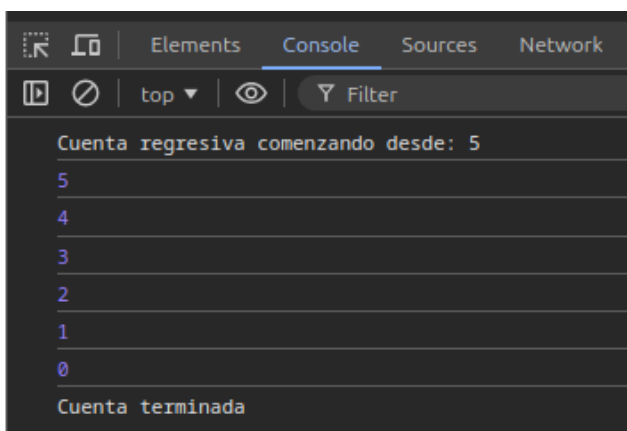 Elements Console Sources Network
top Filter
Cuenta regresiva comenzando desde: 5
5
4
3
2
1
0
Cuenta terminada